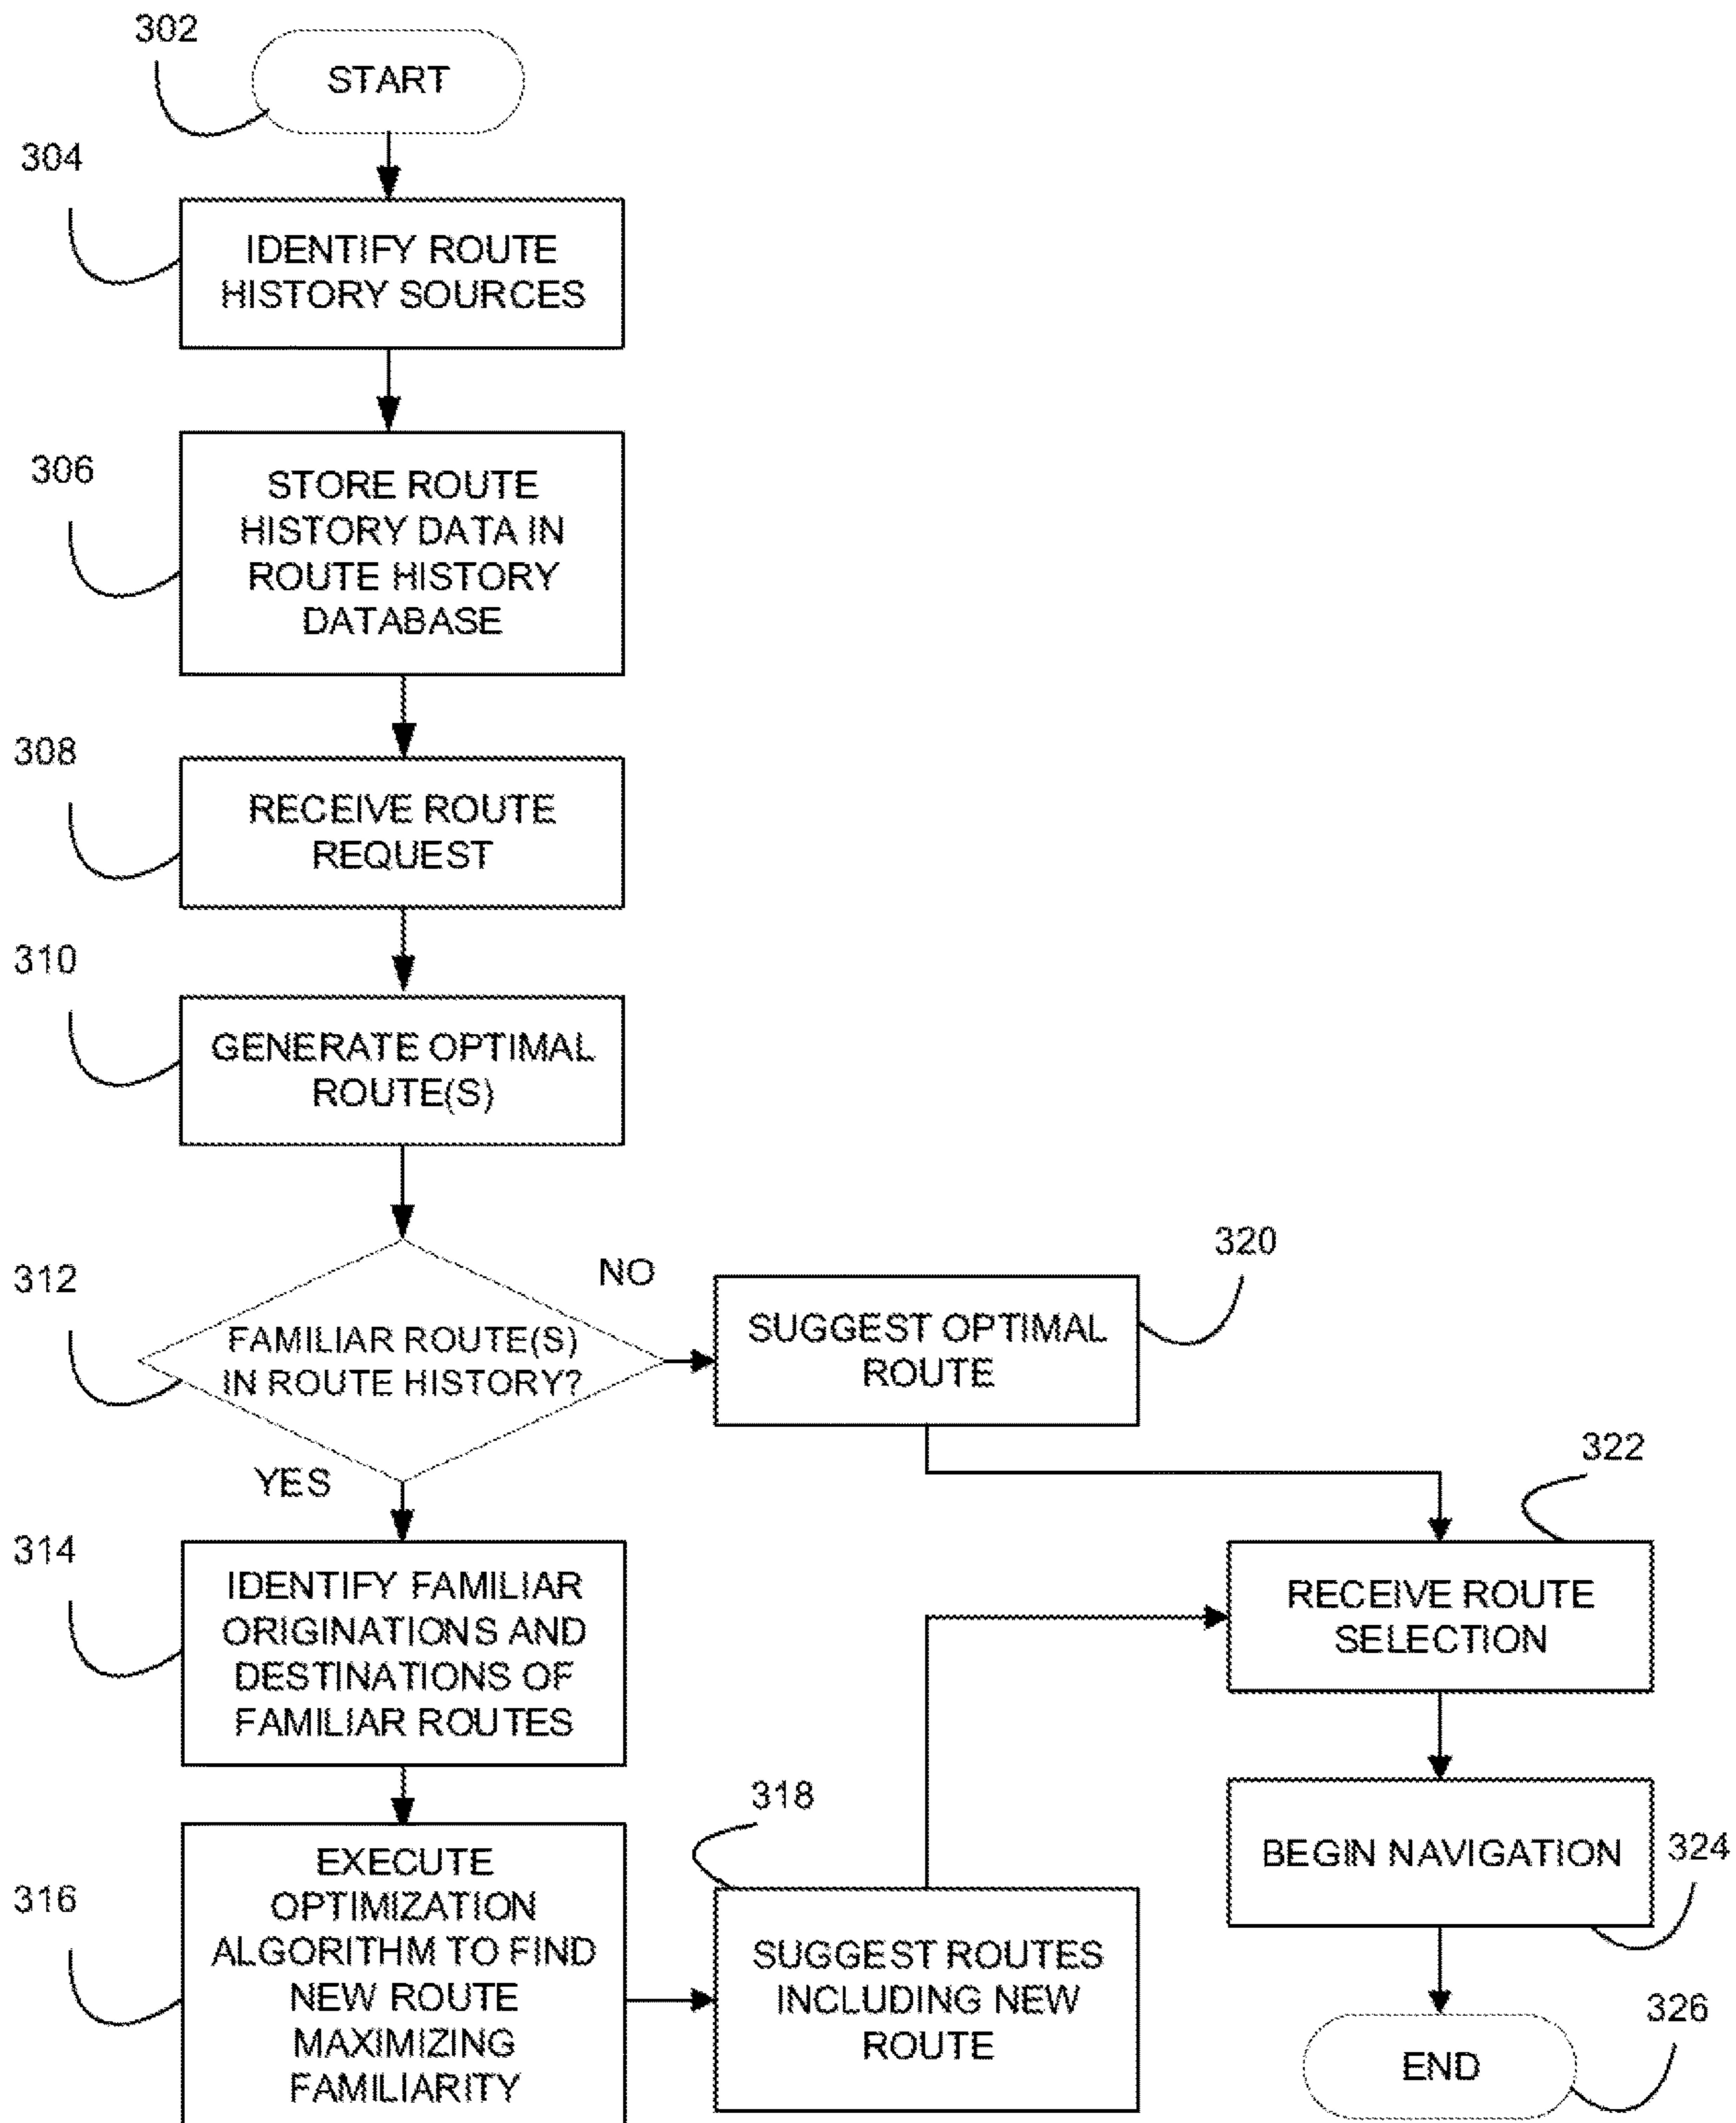 302
START
304
IDENTIFY ROUTE
HISTORY SOURCES
306
STORE ROUTE
HISTORY DATA IN
ROUTE HISTORY
DATABASE
308
RECEIVE ROUTE
REQUEST
310
GENERATE OPTIMAL
ROUTE(S)
312
FAMILIAR ROUTE(S)
IN ROUTE HISTORY?
NO
320
SUGGEST OPTIMAL
ROUTE
YES
314
IDENTIFY FAMILIAR
ORIGINATIONS AND
DESTINATIONS OF
FAMILIAR ROUTES
316
EXECUTE
OPTIMIZATION
ALGORITHM TO FIND
NEW ROUTE
MAXIMIZING
FAMILIARITY
318
SUGGEST ROUTES
INCLUDING NEW
ROUTE
322
RECEIVE ROUTE
SELECTION
BEGIN NAVIGATION
324
END
326